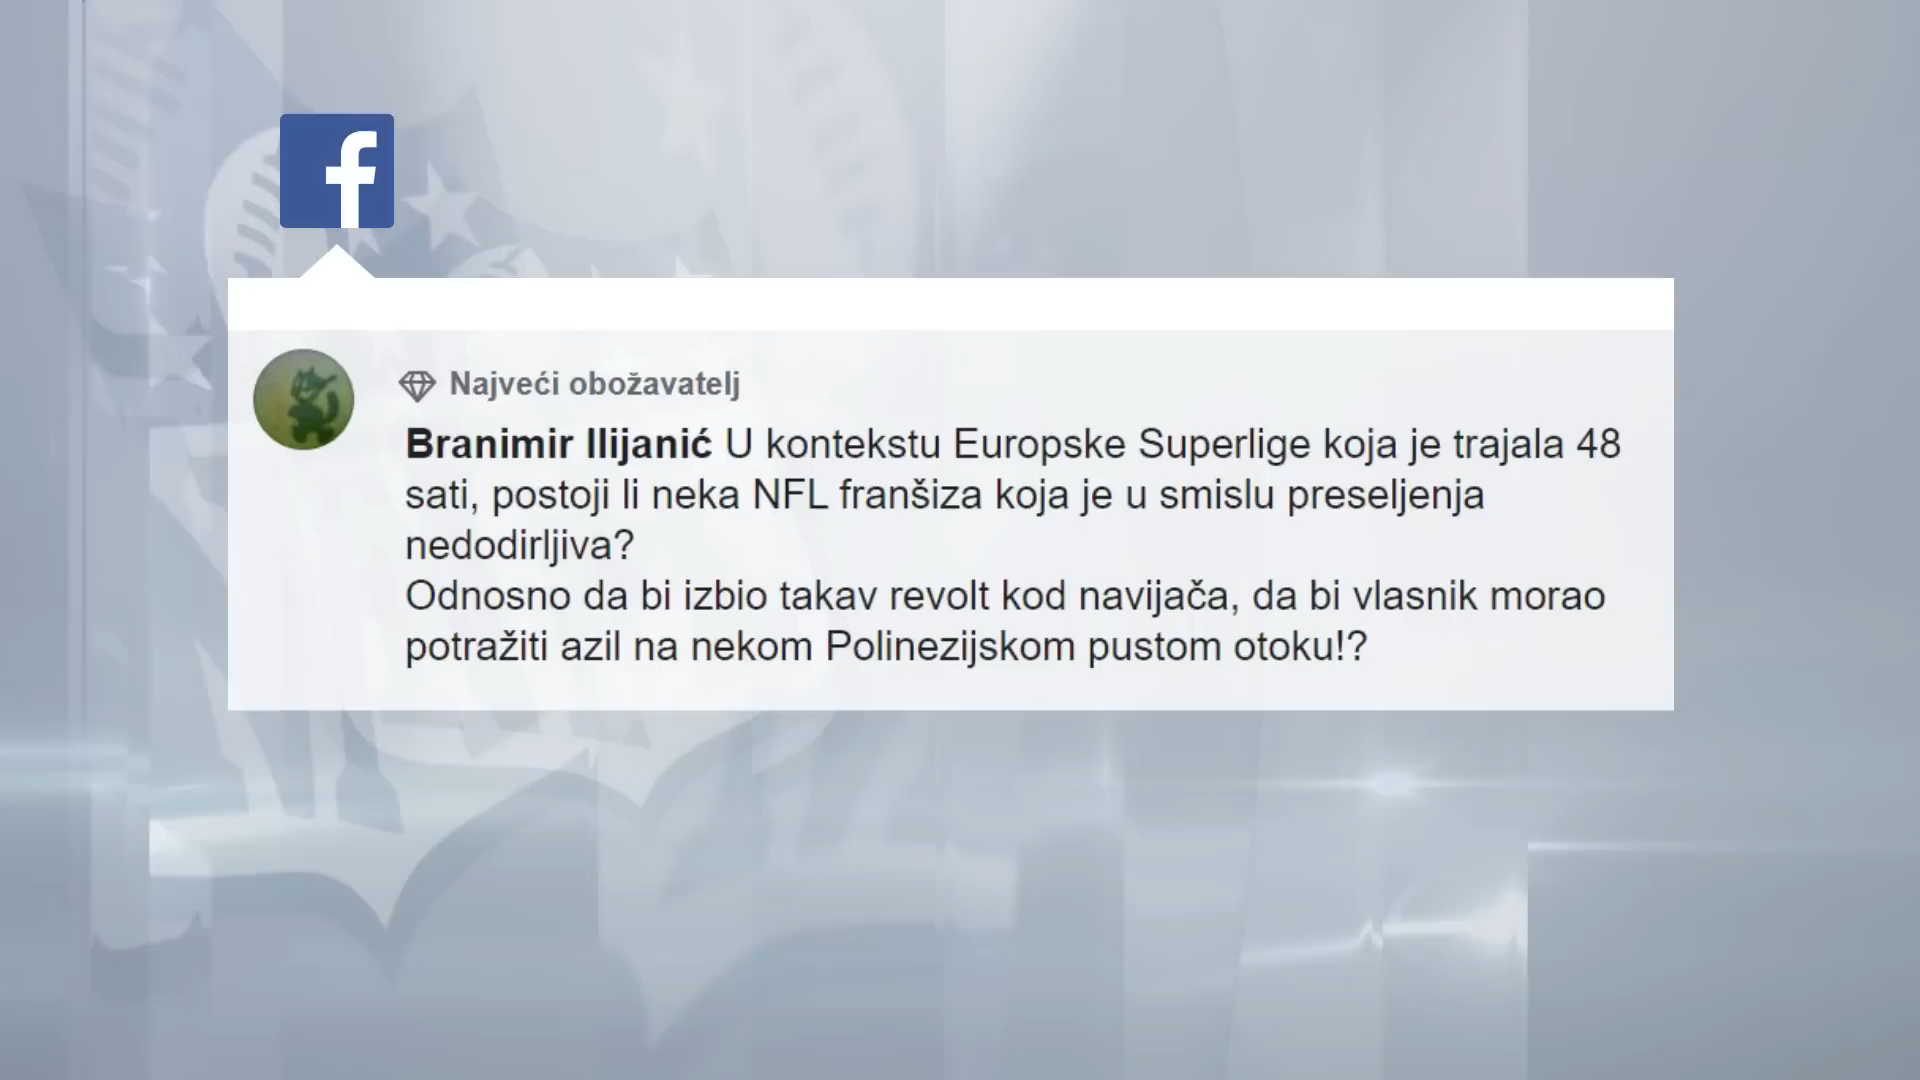 f
Najveći obožavatelj
Branimir Ilijanić U kontekstu Europske Superlige koja je trajala 48
sati, postoji li neka NFL franšiza koja je u smislu preseljenja
nedodirljiva?
Odnosno da bi izbio takav revolt kod navijača, da bi vlasnik morao
potražiti azil na nekom Polinezijskom pustom otoku!?